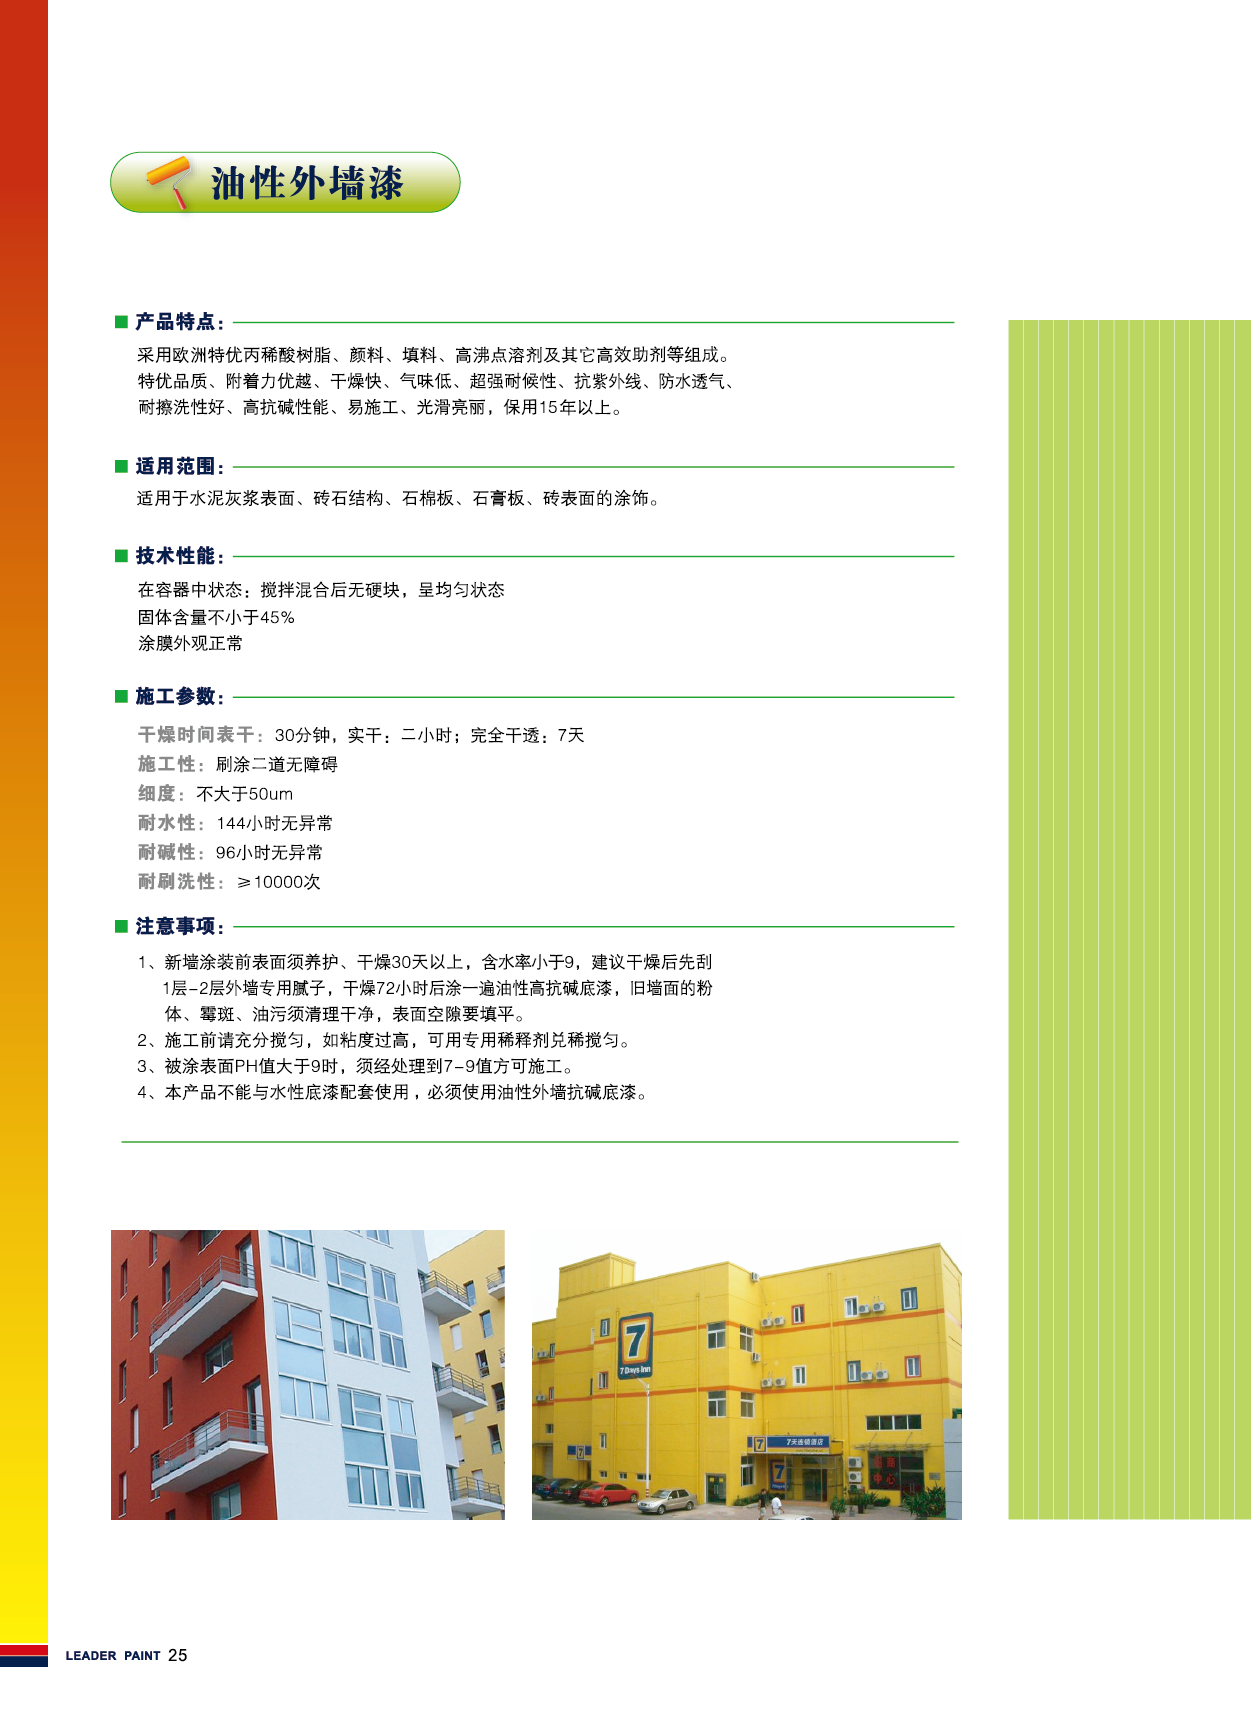 油性外墙漆
产品特点：
采用欧洲特优丙稀酸树脂、颜料、填料、高沸点溶剂及其它高效助剂等组成。
特优品质、附着力优越、干燥快、气味低、超强耐候性、抗紫外线、防水透气、
耐擦洗性好、高抗碱性能、易施工、光滑亮丽，保用15年以上。
适用范围：
适用于水泥灰浆表面、砖石结构、石棉板、石膏板、砖表面的涂饰。
技术性能：
在容器中状态：搅拌混合后无硬块，呈均匀状态
固体含量不小于45%
涂膜外观正常
施工参数：
干燥时间表干：30分钟，实干：二小时；完全干透：7天
施工性：刷涂二道无障碍
细度：不大于50um
耐水性：144小时无异常
耐碱性：96小时无异常
耐刷洗性：≥10000次
注意事项：
1、新墙涂装前表面须养护、干燥30天以上，含水率小于9，建议干燥后先刮
1层-2层外墙专用腻子，干燥72小时后涂一遍油性高抗碱底漆，旧墙面的粉
体、霉斑、油污须清理干净，表面空隙要填平。
2、施工前请充分搅匀，如粘度过高，可用专用稀释剂兑稀搅匀。
3、被涂表面PH值大于9时，须经处理到7-9值方可施工。
4、本产品不能与水性底漆配套使用，必须使用油性外墙抗碱底漆。
7
7 Days Inn
7
7天连锁酒店
7
7
商
中心
LEADER PAINT 25